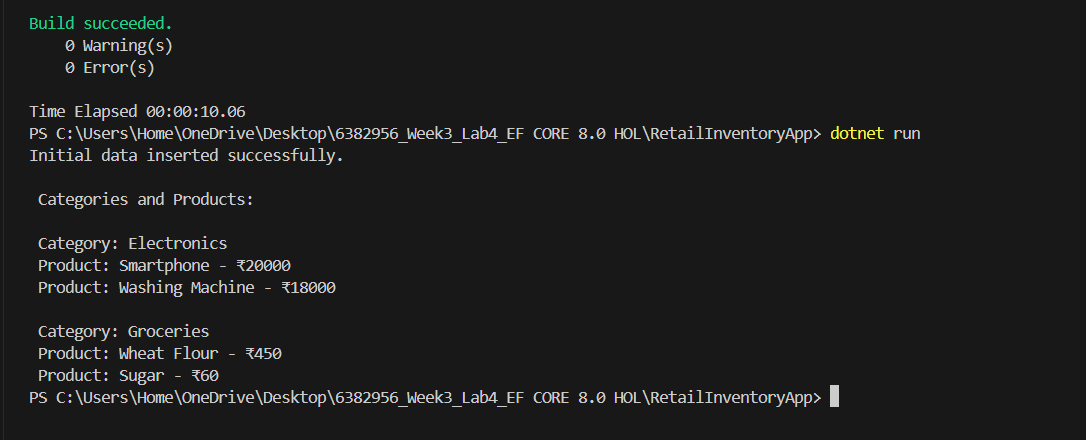 Build succeeded.
    0 Warning(s)
    0 Error(s)

Time Elapsed 00:00:10.06
PS C:\Users\Home\OneDrive\Desktop\6382956_Week3_Lab4_EF CORE 8.0 HOL\RetailInventoryApp> dotnet run
Initial data inserted successfully.

 Categories and Products:

 Category: Electronics
 Product: Smartphone - ₹20000
 Product: Washing Machine - ₹18000

 Category: Groceries
 Product: Wheat Flour - ₹450
 Product: Sugar - ₹60
PS C:\Users\Home\OneDrive\Desktop\6382956_Week3_Lab4_EF CORE 8.0 HOL\RetailInventoryApp>